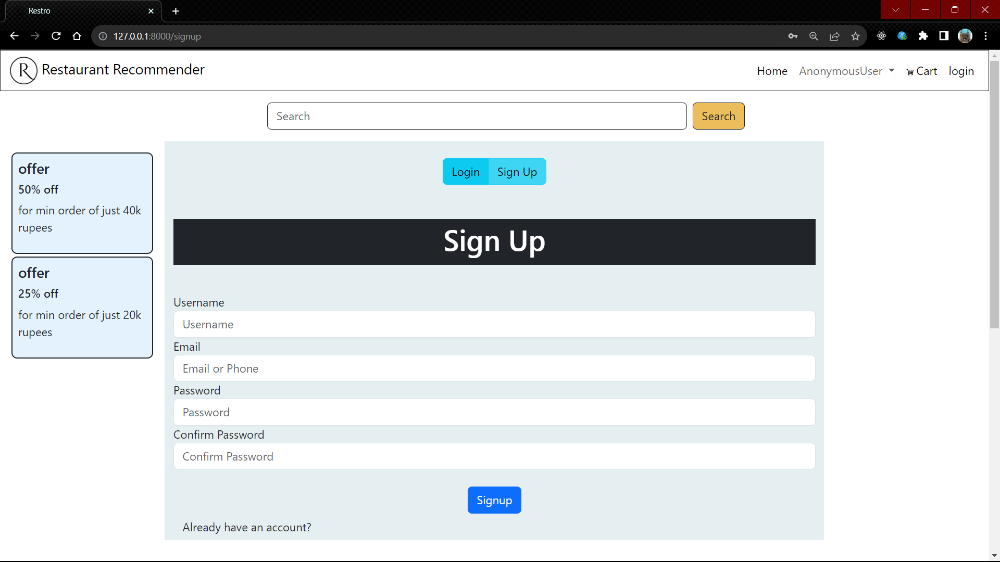 Restro
127.0.0.1:8000/signup
R Restaurant Recommender
Home AnonymousUser Cart login
Search Search
offer
50% off
for min order of just 40k
rupees
offer
25% off
for min order of just 20k
rupees
Login Sign Up
Sign Up
Username
Username
Email
Email or Phone
Password
Password
Confirm Password
Confirm Password
Signup
Already have an account?